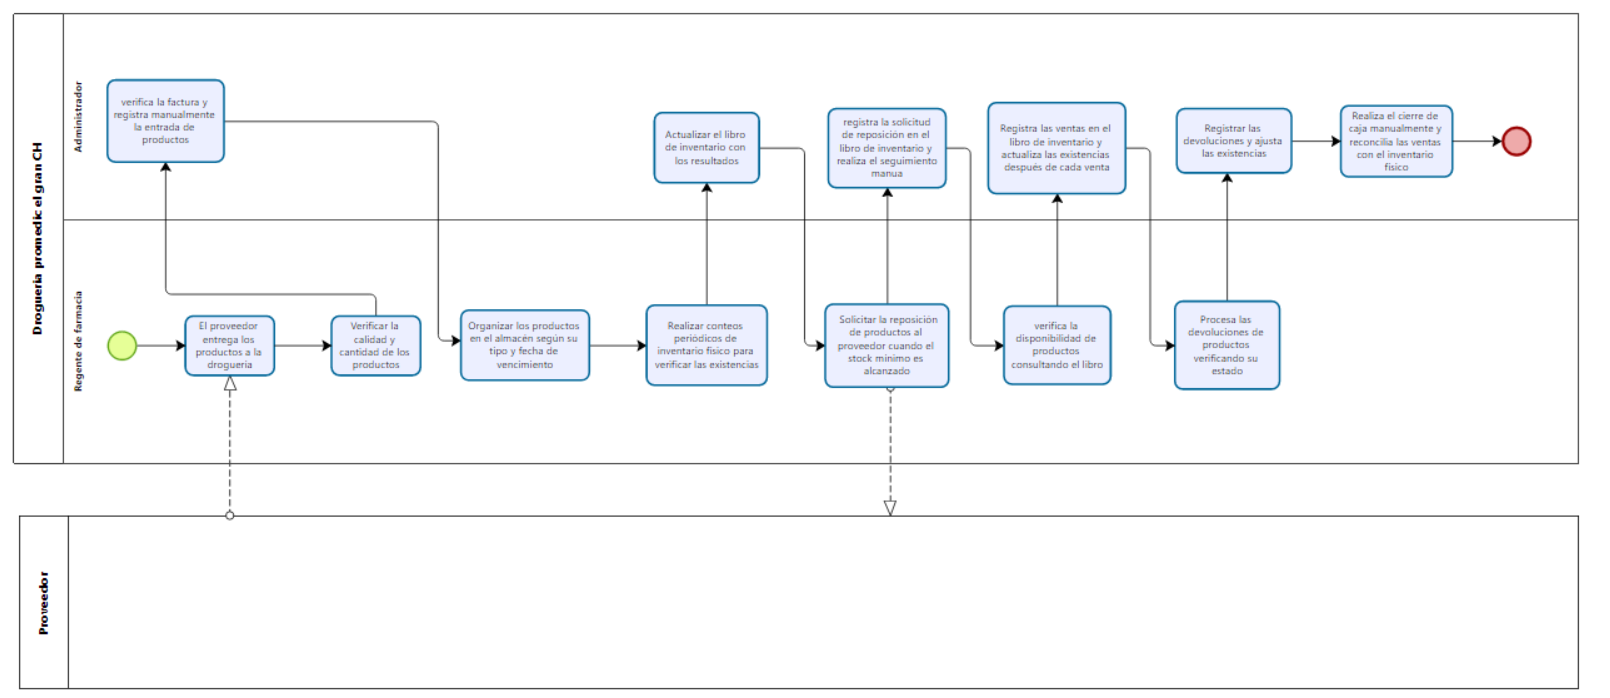 Drogueria promedic el gran CH
Administrador
verifica la factura y
registra manualmente
la entrada de
productos
Actualizar el libro
de inventario con
los resultados
registra la solicitud
de reposición en el
libro de inventario y
realiza el seguimiento
manua
Registra las ventas en el
libro de inventario y
actualiza las existencias
después de cada venta
Registrar las
devoluciones y ajusta
las existencias
Realiza el cierre de
caja manualmente y
reconcilia las ventas
con el inventario
físico
Regente de farmacia
El proveedor
entrega los
productos a la
drogueria
Verificar la
calidad y
cantidad de los
productos
Organizar los productos
en el almacén según su
tipo y fecha de
vencimiento
Realizar conteos
periódicos de
inventario físico para
verificar las existencias
Solicitar la reposición
de productos al
proveedor cuando el
stock mínimo es
alcanzado
verifica la
disponibilidad de
productos
consultando el libro
Procesa las
devoluciones de
productos
verificando su
estado
Proveedor